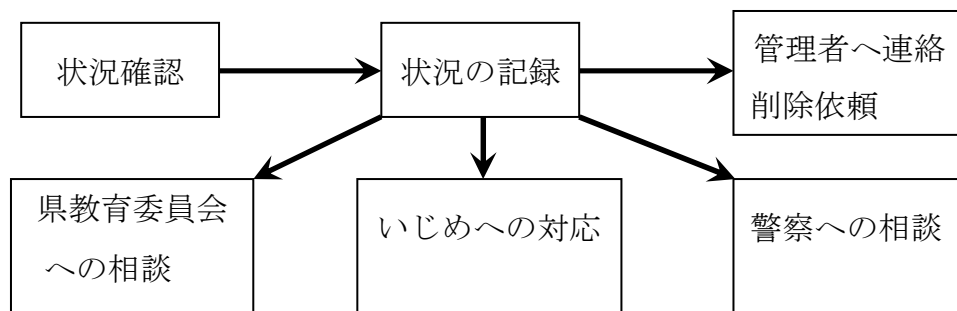 状況確認
状況の記録
管理者へ連絡
削除依頼
県教育委員会
への相談
いじめへの対応
警察への相談